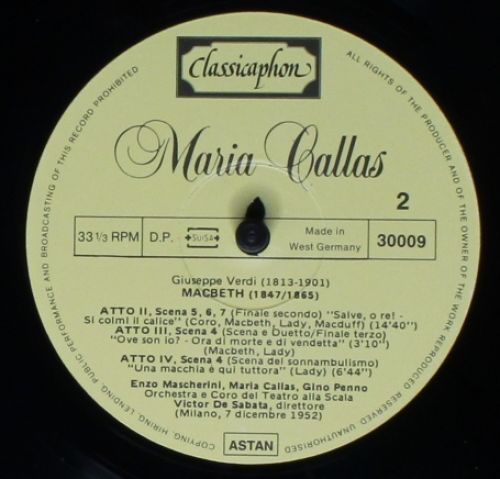 Classicaphon
Maria Callas
2
33 1/3 RPM D.P. SUISA Made in West Germany 30009
Giuseppe Verdi (1813-1901)
MACBETH (1847/1865)
ATTO II, Scena 5, 6, 7 (Finale secondo) "Salve, o re! -
Si colmi il calice" (Coro, Macbeth, Lady, Macduff) (14'40")
ATTO III, Scena 4 (Scena e Duetto/Finale terzo)
"Ove son io? - Ora di morte e di vendetta" (3'10")
(Macbeth, Lady)
ATTO IV, Scena 4 (Scena del sonnambulismo)
"Una macchia è qui tuttora" (Lady) (6'44")
Enzo Mascherini, Maria Callas, Gino Penno
Orchestra e Coro del Teatro alla Scala
Victor De Sabata, direttore
(Milano, 7 dicembre 1952)
ASTAN
ALL RIGHTS OF THE PRODUCER AND OF THE OWNER OF THE WORK REPRODUCED RESERVED. UNAUTHORISED COPYING, HIRING, LENDING, PUBLIC PERFORMANCE AND BROADCASTING OF THIS RECORD PROHIBITED